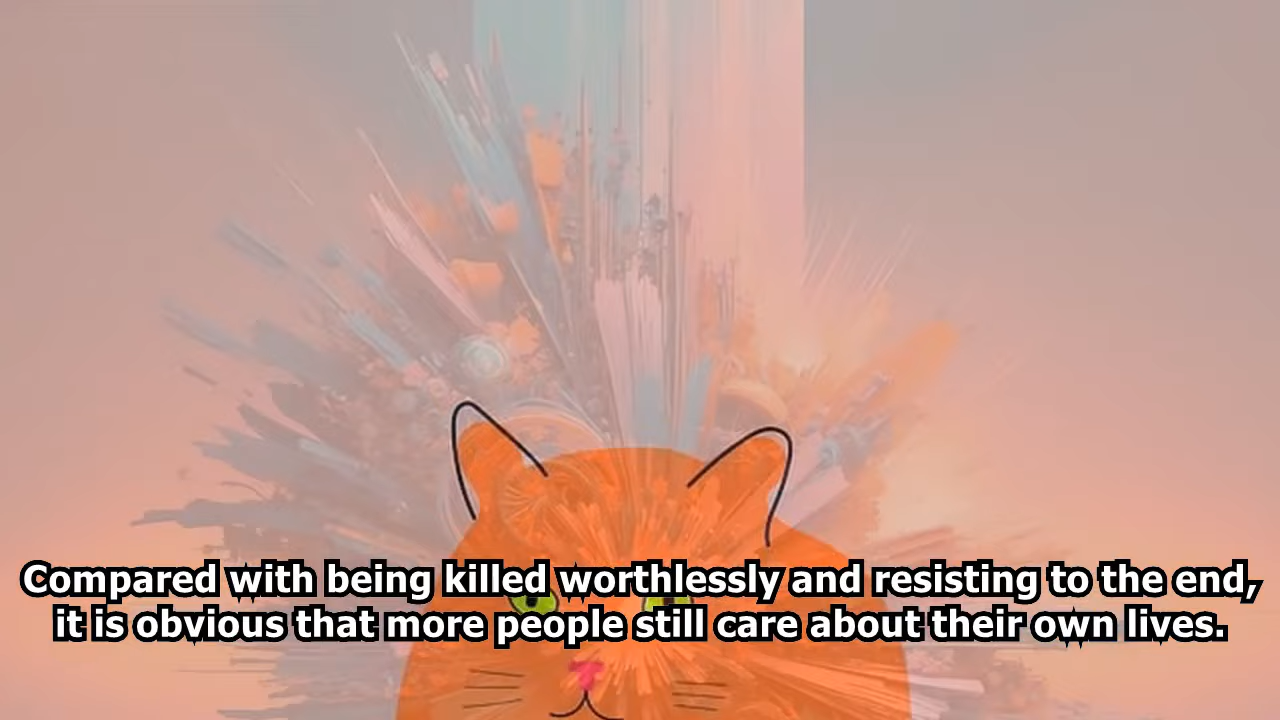 Compared with being killed worthlessly and resisting to the end,
it is obvious that more people still care about their own lives.